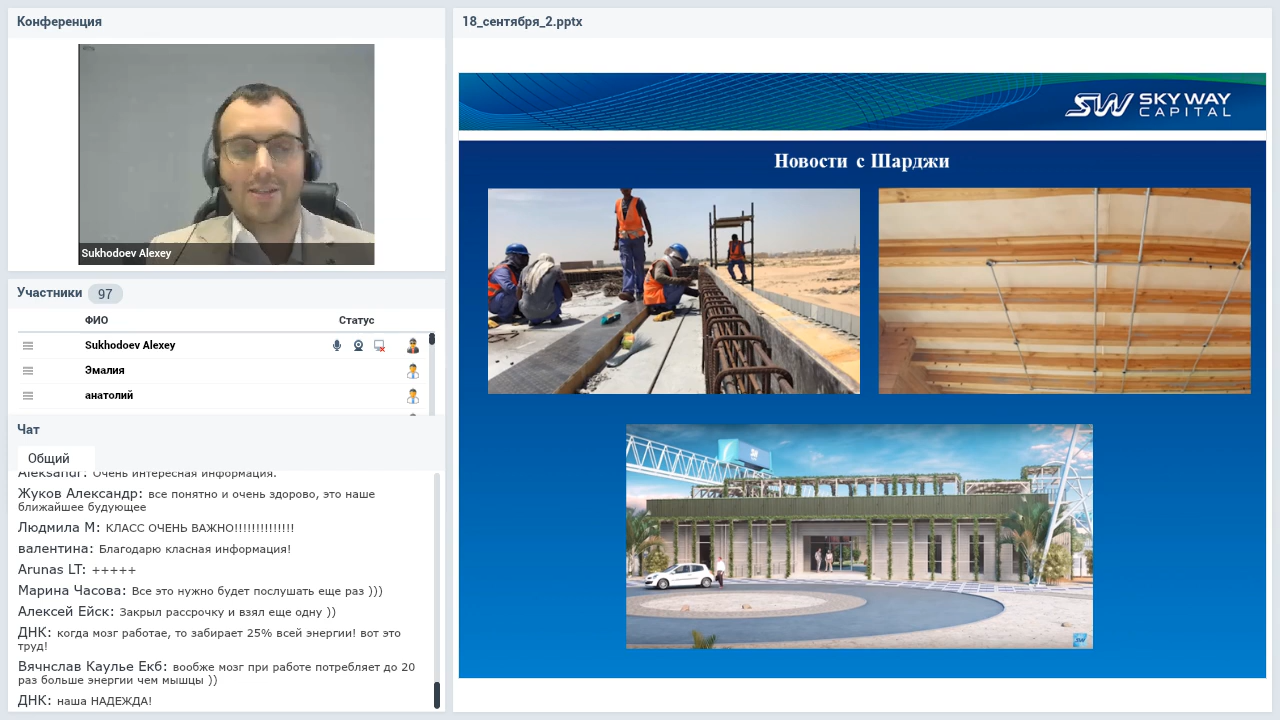 Конференция
Sukhodoev Alexey
Участники 97
ФИО Статус
Sukhodoev Alexey
Эмалия
анатолий
Чат
Общий
Aleksandr: Очень интересная информация.
Жуков Александр: все понятно и очень здорово, это наше
ближайшее будующее
Людмила М: КЛАСС ОЧЕНЬ ВАЖНО!!!!!!!!!!!!!!
валентина: Благодарю класная информация!
Arunas LT: +++++
Марина Часова: Все это нужно будет послушать еще раз )))
Алексей Ейск: Закрыл рассрочку и взял еще одну ))
ДНК: когда мозг работае, то забирает 25% всей энергии! вот это
труд!
Вячнслав Каулье Екб: вообже мозг при работе потребляет до 20
раз больше энергии чем мышцы ))
ДНК: наша НАДЕЖДА!
18_сентября_2.pptx
SW SKY WAY
CAPITAL
Новости с Шарджи